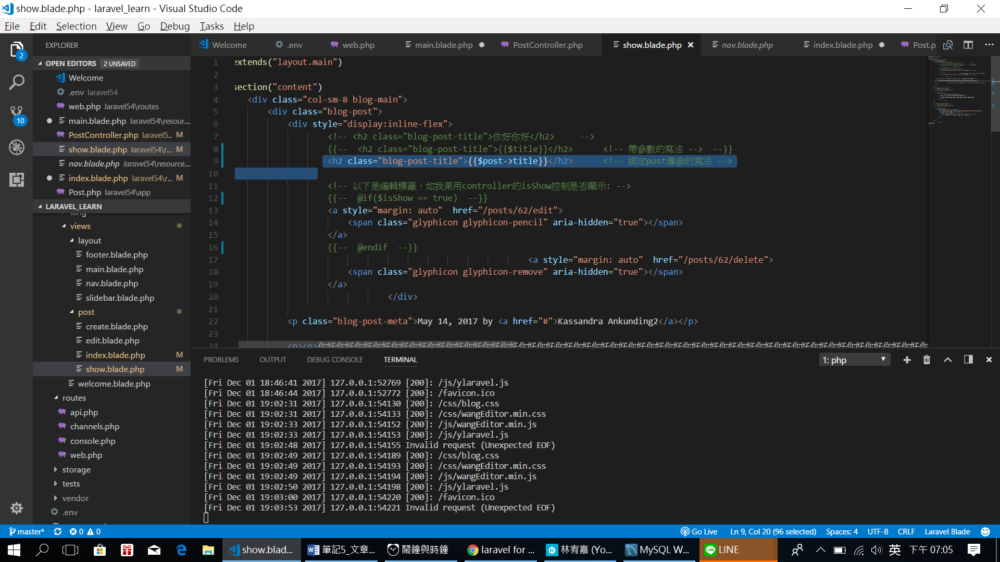 show.blade.php - laravel_learn - Visual Studio Code
File Edit Selection View Go Debug Tasks Help
EXPLORER
2
10
OPEN EDITORS 2 UNSAVED
Welcome
.env laravel54
web.php laravel54\routes
main.blade.php laravel54\resour...
PostController.php laravel5.. M
show.blade.php laravel54\r... M
nav.blade.php laravel54\resource...
index.blade.php laravel54\r... M
Post.php laravel54\app
LARAVEL_LEARN
lang
views
layout
footer.blade.php
main.blade.php
nav.blade.php
slidebar.blade.php
post
create.blade.php
edit.blade.php
index.blade.php M
show.blade.php M
welcome.blade.php
routes
api.php
channels.php
console.php
web.php
storage
tests
vendor
.env
Welcome .env web.php main.blade.php PostController.php show.blade.php nav.blade.php index.blade.php Post.p
1 extends("layout.main")
2
3 section("content")
4 <div class="col-sm-8 blog-main">
5 <div class="blog-post">
6 <div style="display:inline-flex">
7 <!-- <h2 class="blog-post-title">你好你好</h2> -->
8 {{-- <h2 class="blog-post-title">{{$title}}</h2> <!-- 帶參數的寫法 --> --}}
9 <h2 class="blog-post-title">{{$post->title}}</h2> <!-- 綁定post傳參的寫法 -->
10
11 <!-- 以下是編輯標籤，如我果用controller的isShow控制是否顯示: -->
12 {{-- @if($isShow == true) --}}
13 <a style="margin: auto" href="/posts/62/edit">
14 <span class="glyphicon glyphicon-pencil" aria-hidden="true"></span>
15 </a>
16 {{-- @endif --}}
17 <a style="margin: auto" href="/posts/62/delete">
18 <span class="glyphicon glyphicon-remove" aria-hidden="true"></span>
19 </a>
20 </div>
21
22 <p class="blog-post-meta">May 14, 2017 by <a href="#">Kassandra Ankunding2</a></p>
23
24
PROBLEMS OUTPUT DEBUG CONSOLE TERMINAL 1: php
[Fri Dec 01 18:46:41 2017] 127.0.0.1:52769 [200]: /js/ylaravel.js
[Fri Dec 01 18:46:44 2017] 127.0.0.1:52772 [200]: /favicon.ico
[Fri Dec 01 19:02:31 2017] 127.0.0.1:54130 [200]: /css/blog.css
[Fri Dec 01 19:02:31 2017] 127.0.0.1:54133 [200]: /css/wangEditor.min.css
[Fri Dec 01 19:02:33 2017] 127.0.0.1:54152 [200]: /js/wangEditor.min.js
[Fri Dec 01 19:02:33 2017] 127.0.0.1:54153 [200]: /js/ylaravel.js
[Fri Dec 01 19:02:48 2017] 127.0.0.1:54155 Invalid request (Unexpected EOF)
[Fri Dec 01 19:02:49 2017] 127.0.0.1:54189 [200]: /css/blog.css
[Fri Dec 01 19:02:49 2017] 127.0.0.1:54193 [200]: /css/wangEditor.min.css
[Fri Dec 01 19:02:49 2017] 127.0.0.1:54194 [200]: /js/wangEditor.min.js
[Fri Dec 01 19:02:50 2017] 127.0.0.1:54198 [200]: /js/ylaravel.js
[Fri Dec 01 19:03:00 2017] 127.0.0.1:54220 [200]: /favicon.ico
[Fri Dec 01 19:03:53 2017] 127.0.0.1:54221 Invalid request (Unexpected EOF)
master* 0 0 Go Live Ln 9, Col 20 (96 selected) Spaces: 4 UTF-8 CRLF Laravel Blade
show.blad... 筆記5_文章... 鬧鐘與時鐘 laravel for ... 林宥嘉 (Yo... MySQL W... LINE 英 下午 07:05